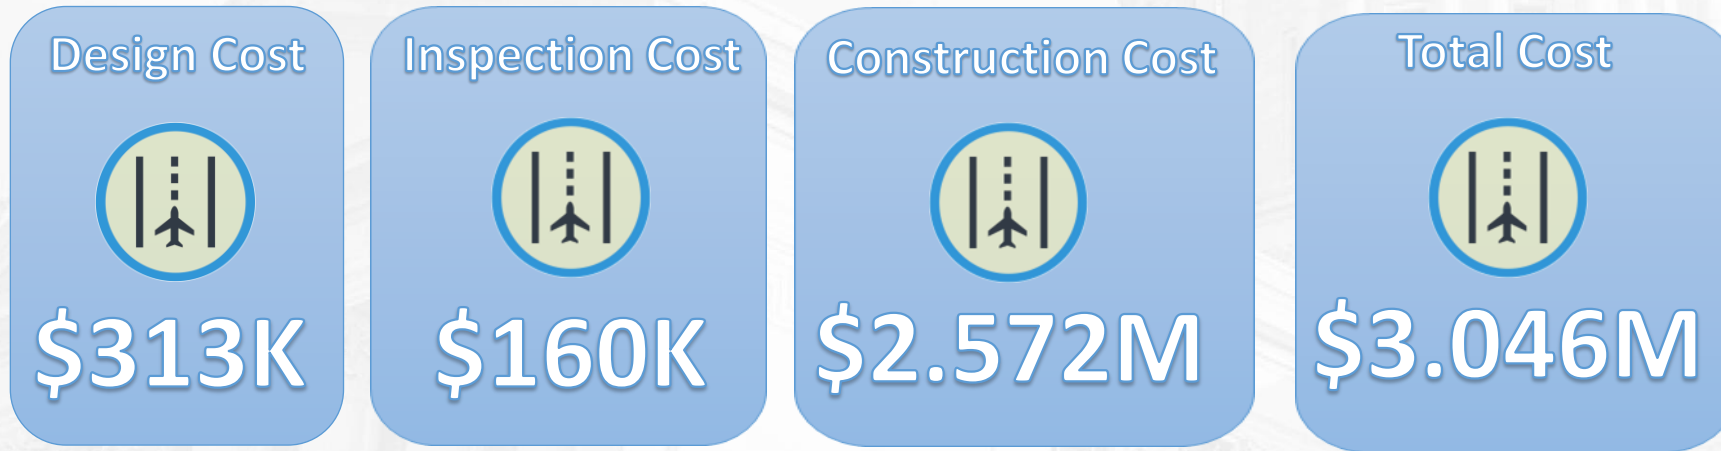 Design Cost
$313K
Inspection Cost
$160K
Construction Cost
$2.572M
Total Cost
$3.046M